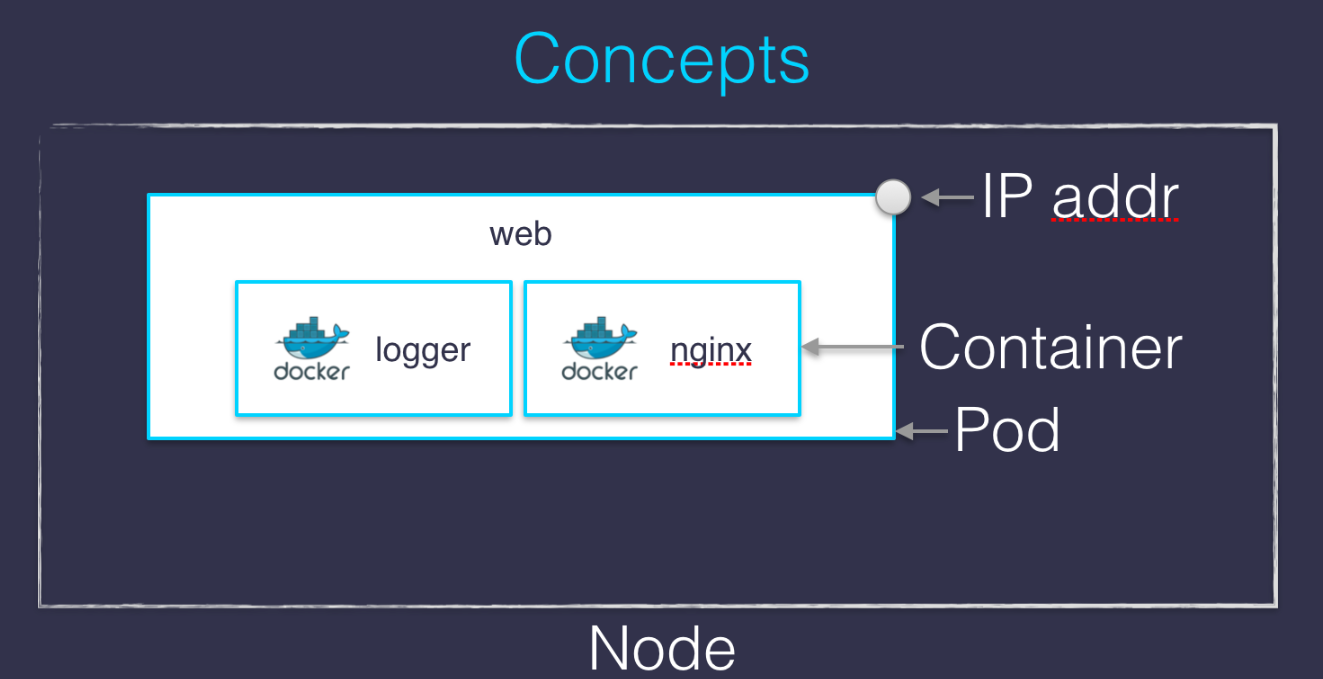 Concepts
IP addr
web
docker
logger
docker
nginx
Container
Pod
Node